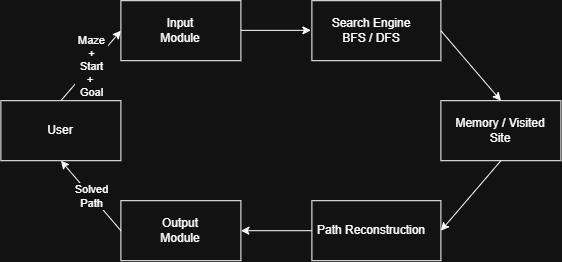 Input
Module
Search Engine
BFS / DFS
Maze
+
Start
+
Goal
User
Memory / Visited
Site
Solved
Path
Output
Module
Path Reconstruction